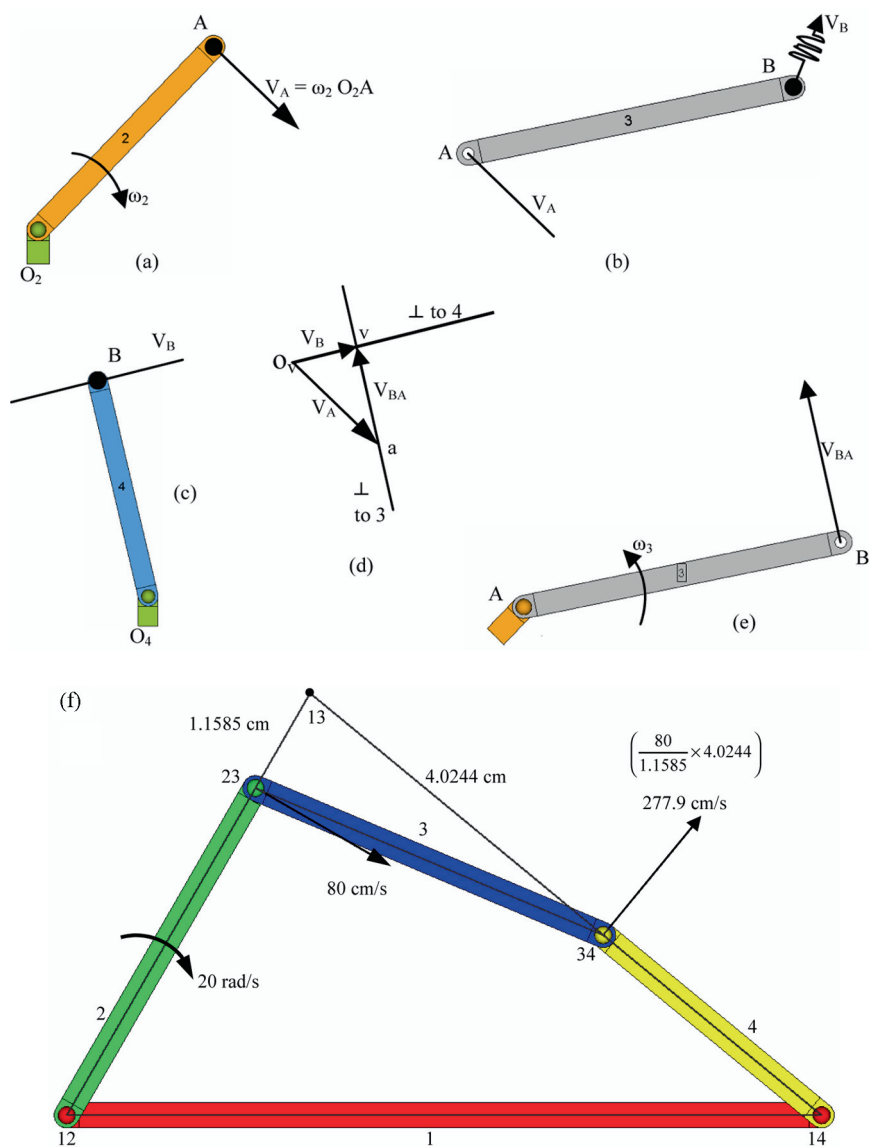 A
V_A = ω_2 O_2A
2
ω_2
O_2
(a)
V_B
B
3
A
V_A
(b)
V_B
B
4
(c)
O_4
⊥ to 4
V_B
v
O_v
V_A
V_BA
a
⊥
to 3
(d)
V_BA
ω_3
3
A
B
(e)
(f)
1.1585 cm
13
23
4.0244 cm
(80/1.1585 × 4.0244)
277.9 cm/s
3
80 cm/s
34
20 rad/s
2
4
12
1
14